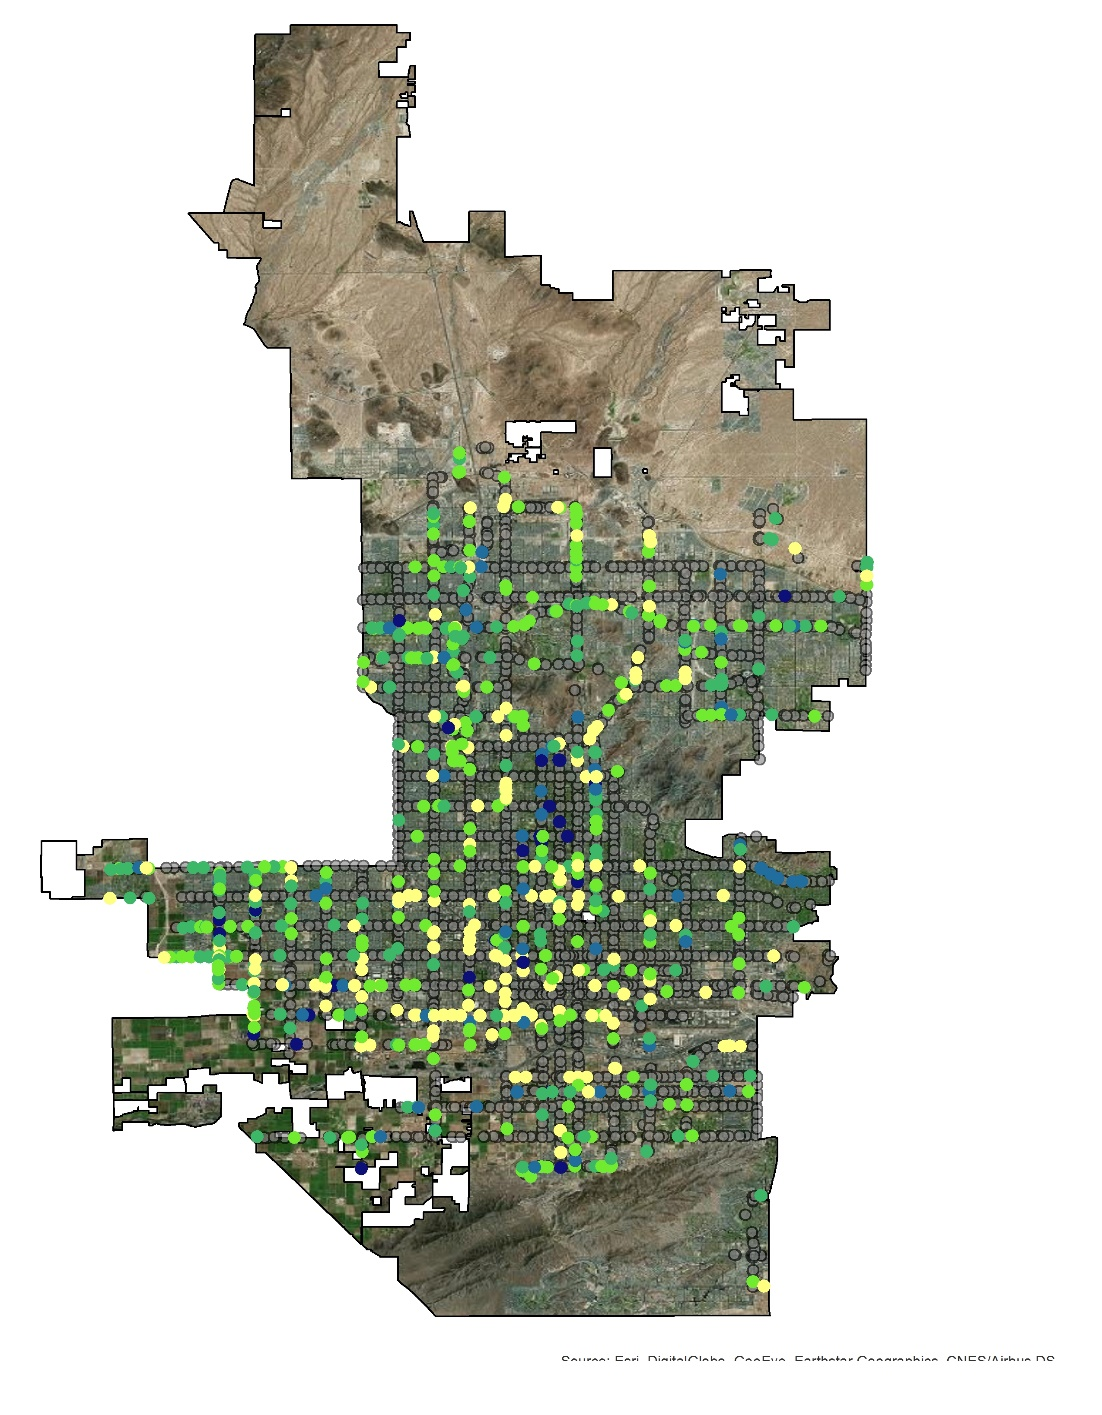 Source: Esri, DigitalGlobe, GeoEye, Earthstar Geographics, CNES/Airbus DS,